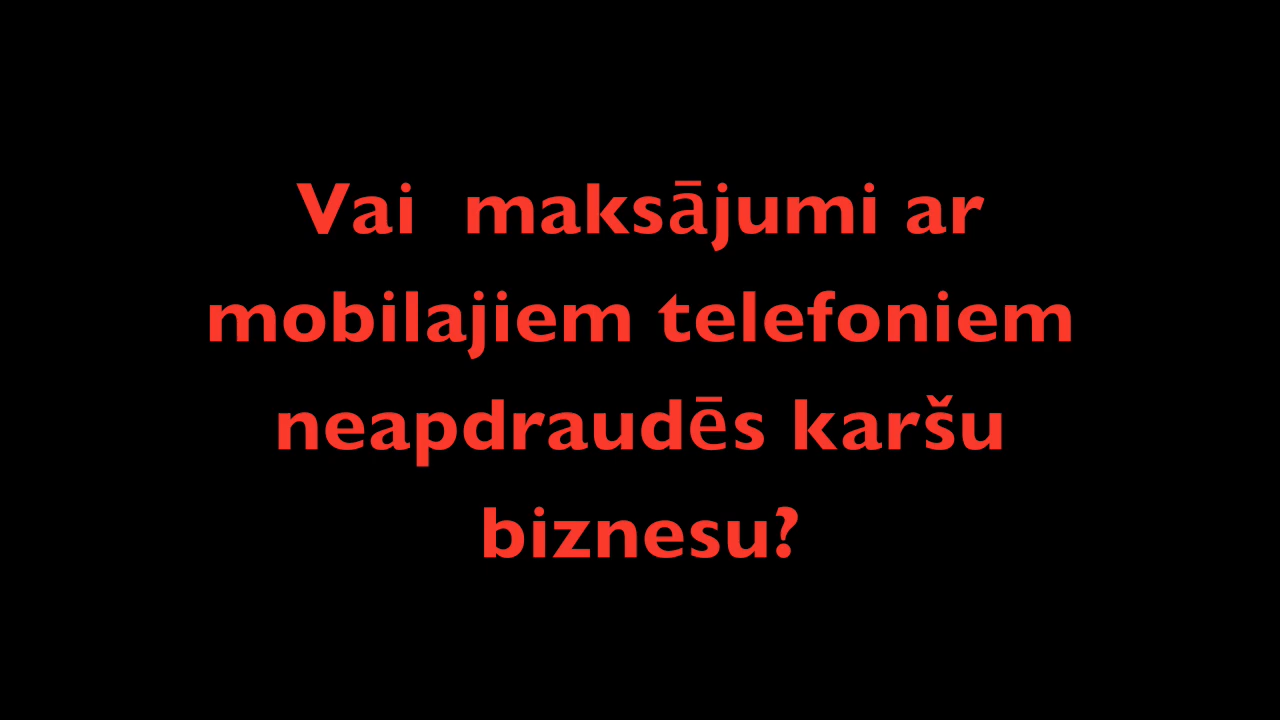 Vai  maksājumi ar
mobilajiem telefoniem
neapdraudēs karšu
biznesu?